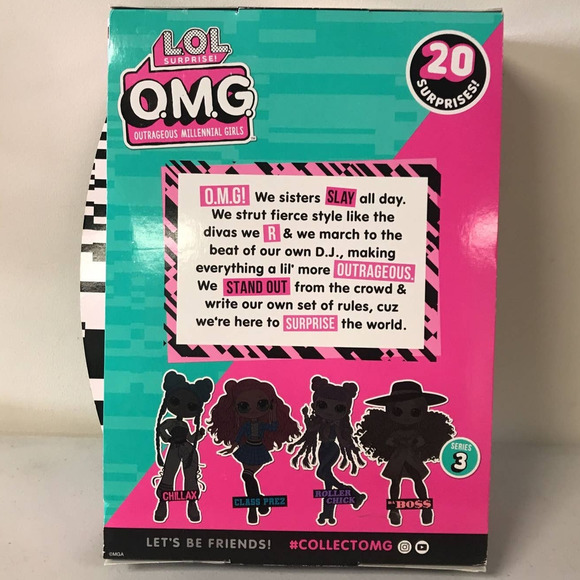 L.O.L.
SURPRISE!
O.M.G.
OUTRAGEOUS MILLENNIAL GIRLS
20
SURPRISES!
O.M.G! We sisters SLAY all day.
We strut fierce style like the
divas we R & we march to the
beat of our own D.J., making
everything a lil' more OUTRAGEOUS.
We STAND OUT from the crowd &
write our own set of rules, cuz
we're here to SURPRISE the world.
CHILLAX
CLASS PREZ
ROLLER
CHICK
DA BOSS
SERIES
3
LET'S BE FRIENDS! #COLLECTOMG
©MGA